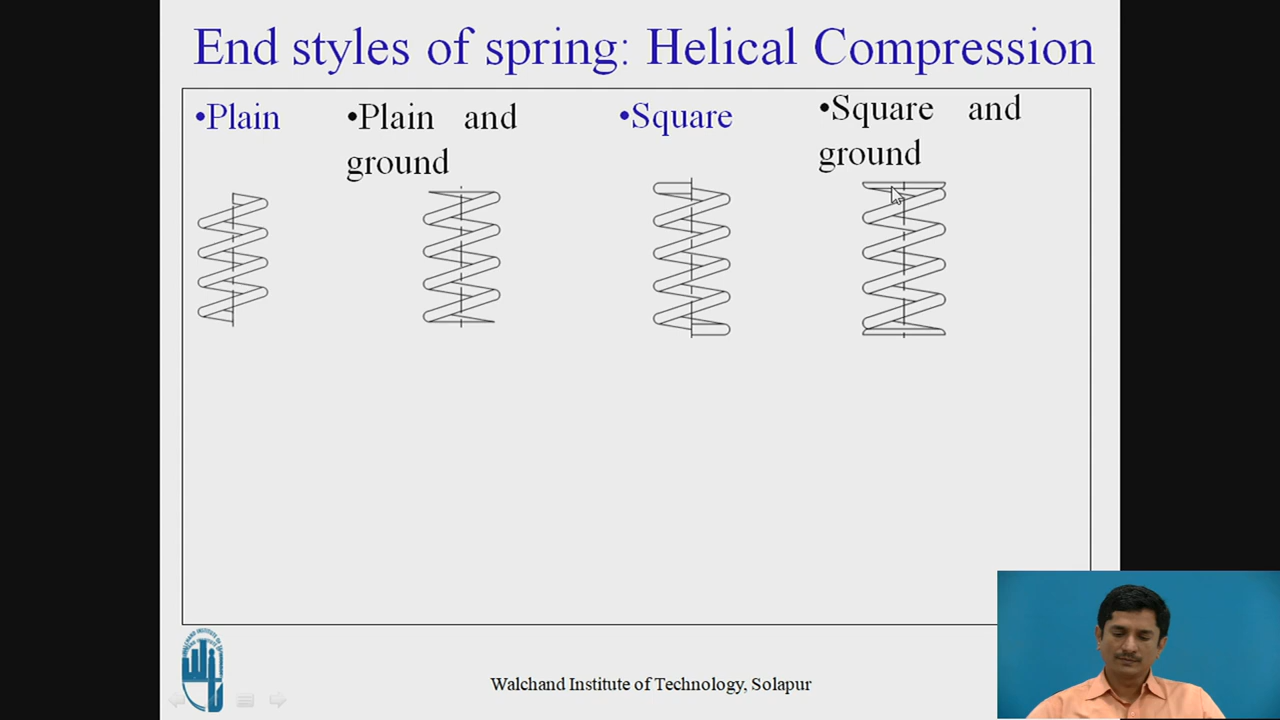 End styles of spring: Helical Compression
•Plain
•Plain and
ground
•Square
•Square and
ground
Walchand Institute of Technology, Solapur